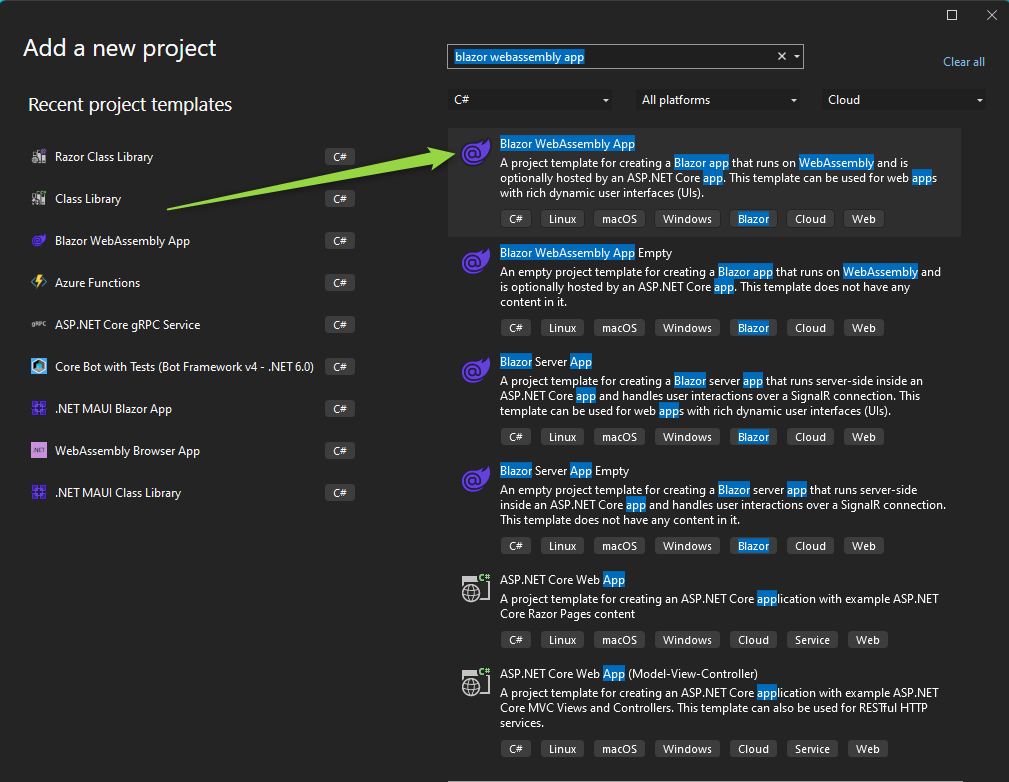 Add a new project
blazor webassembly app
Clear all
Recent project templates
C#
All platforms
Cloud
Razor Class Library
C#
Class Library
C#
Blazor WebAssembly App
C#
Azure Functions
C#
gRPC
ASP.NET Core gRPC Service
C#
Core Bot with Tests (Bot Framework v4 - .NET 6.0)
C#
.NET MAUI Blazor App
C#
.NET
WebAssembly Browser App
C#
.NET MAUI Class Library
C#
Blazor WebAssembly App
A project template for creating a Blazor app that runs on WebAssembly and is
optionally hosted by an ASP.NET Core app. This template can be used for web apps
with rich dynamic user interfaces (UIs).
C# Linux macOS Windows Blazor Cloud Web
Blazor WebAssembly App Empty
An empty project template for creating a Blazor app that runs on WebAssembly and
is optionally hosted by an ASP.NET Core app. This template does not have any
content in it.
C# Linux macOS Windows Blazor Cloud Web
Blazor Server App
A project template for creating a Blazor server app that runs server-side inside an
ASP.NET Core app and handles user interactions over a SignalR connection. This
template can be used for web apps with rich dynamic user interfaces (UIs).
C# Linux macOS Windows Blazor Cloud Web
Blazor Server App Empty
An empty project template for creating a Blazor server app that runs server-side
inside an ASP.NET Core app and handles user interactions over a SignalR connection.
This template does not have any content in it.
C# Linux macOS Windows Blazor Cloud Web
C#
ASP.NET Core Web App
A project template for creating an ASP.NET Core application with example ASP.NET
Core Razor Pages content
C# Linux macOS Windows Cloud Service Web
C#
ASP.NET Core Web App (Model-View-Controller)
A project template for creating an ASP.NET Core application with example ASP.NET
Core MVC Views and Controllers. This template can also be used for RESTful HTTP
services.
C# Linux macOS Windows Cloud Service Web